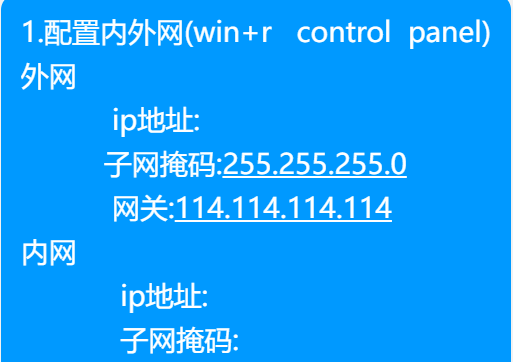 1.配置内外网(win+r control panel)
外网
ip地址:
子网掩码:255.255.255.0
网关:114.114.114.114
内网
ip地址:
子网掩码: